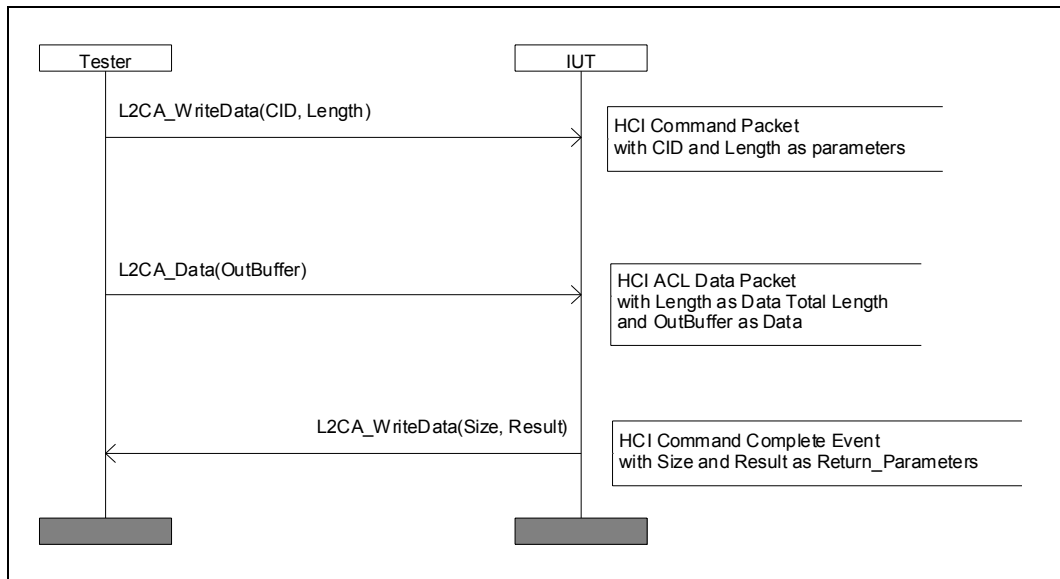 Tester
IUT
L2CA_WriteData(CID, Length)
HCI Command Packet
with CID and Length as parameters
L2CA_Data(OutBuffer)
HCI ACL Data Packet
with Length as Data Total Length
and OutBuffer as Data
L2CA_WriteData(Size, Result)
HCI Command Complete Event
with Size and Result as Return_Parameters